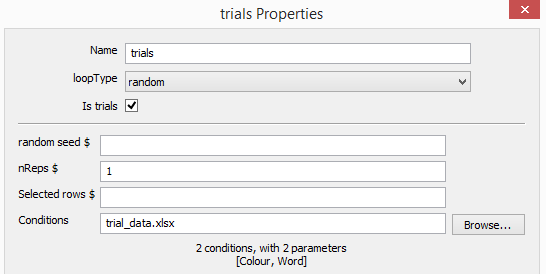 trials Properties
Name trials
loopType random
Is trials
random seed $
nReps $ 1
Selected rows $
Conditions trial_data.xlsx Browse...
2 conditions, with 2 parameters
[Colour, Word]